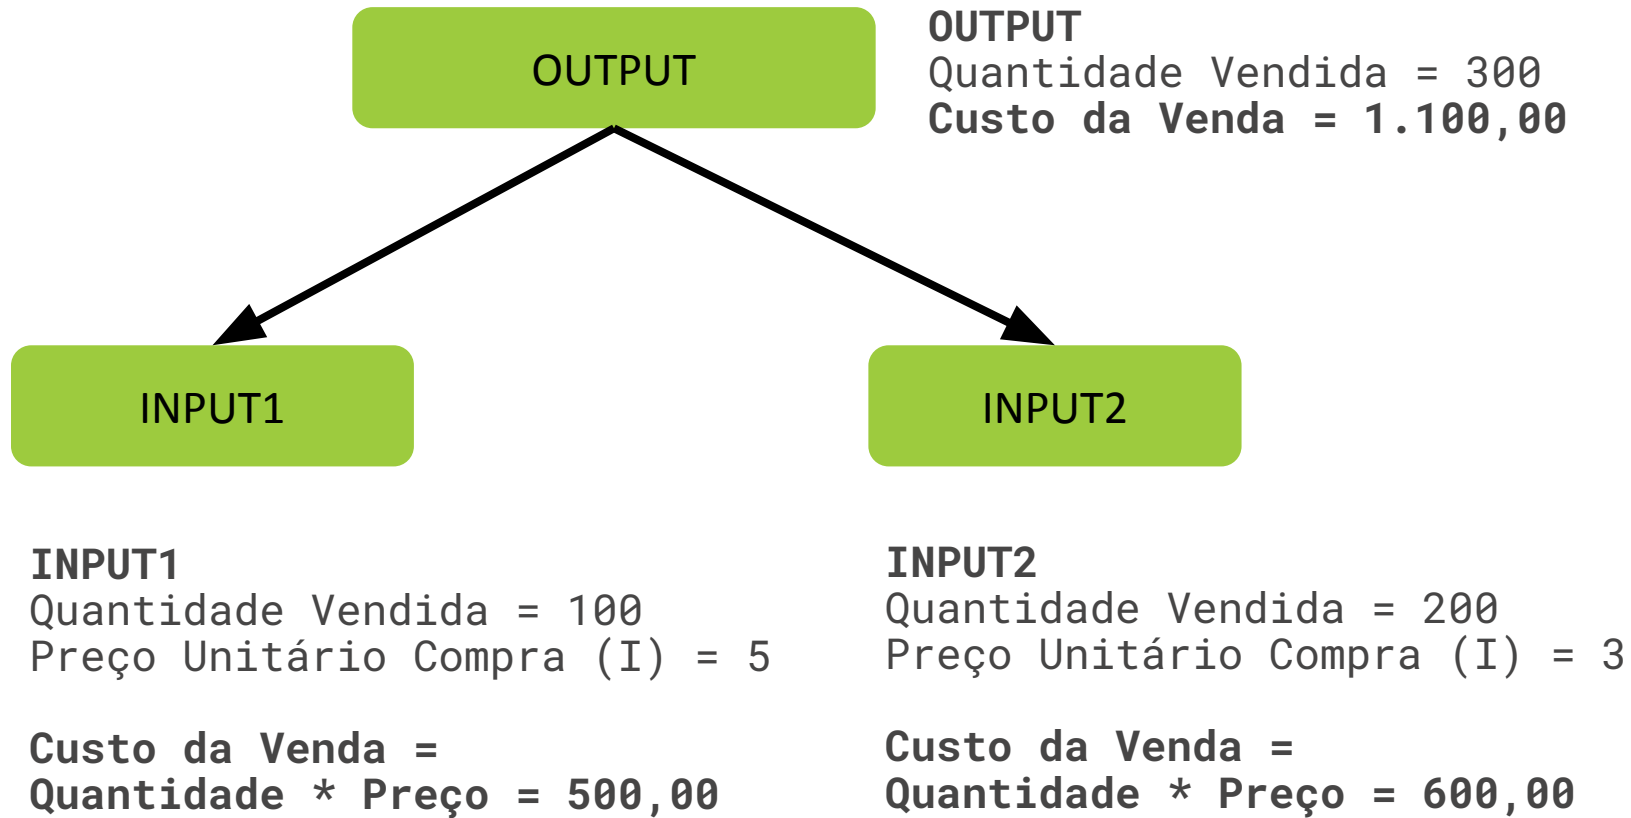 OUTPUT
OUTPUT
Quantidade Vendida = 300
Custo da Venda = 1.100,00
INPUT1
INPUT2
INPUT1
Quantidade Vendida = 100
Preço Unitário Compra (I) = 5
Custo da Venda =
Quantidade * Preço = 500,00
INPUT2
Quantidade Vendida = 200
Preço Unitário Compra (I) = 3
Custo da Venda =
Quantidade * Preço = 600,00